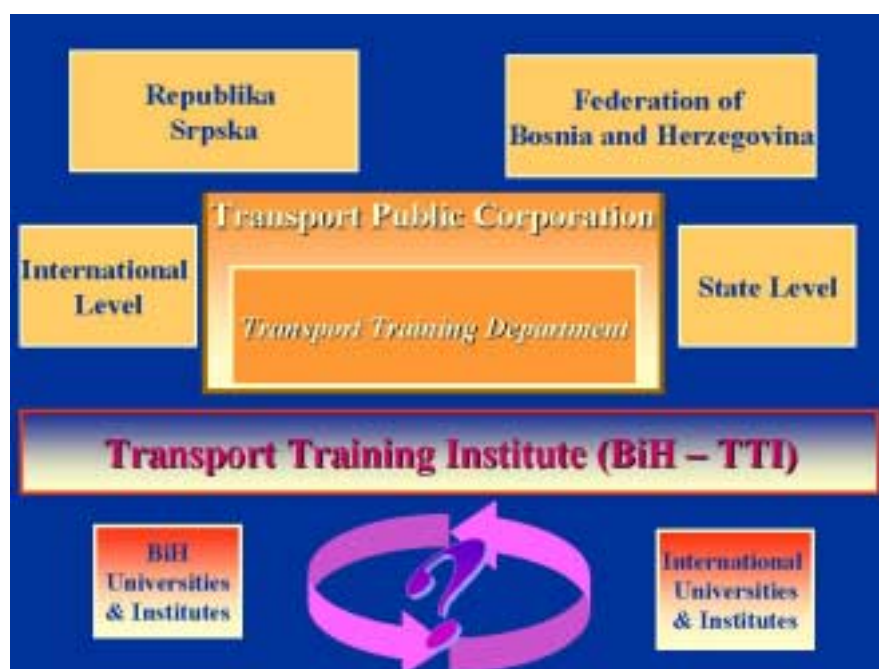 Republika
Srpska
Federation of
Bosnia and Herzegovina
Transport Public Corporation
International
Level
Transport Training Department
State Level
Transport Training Institute (BiH – TTI)
BiH
Universities
& Institutes
?
International
Universities
& Institutes